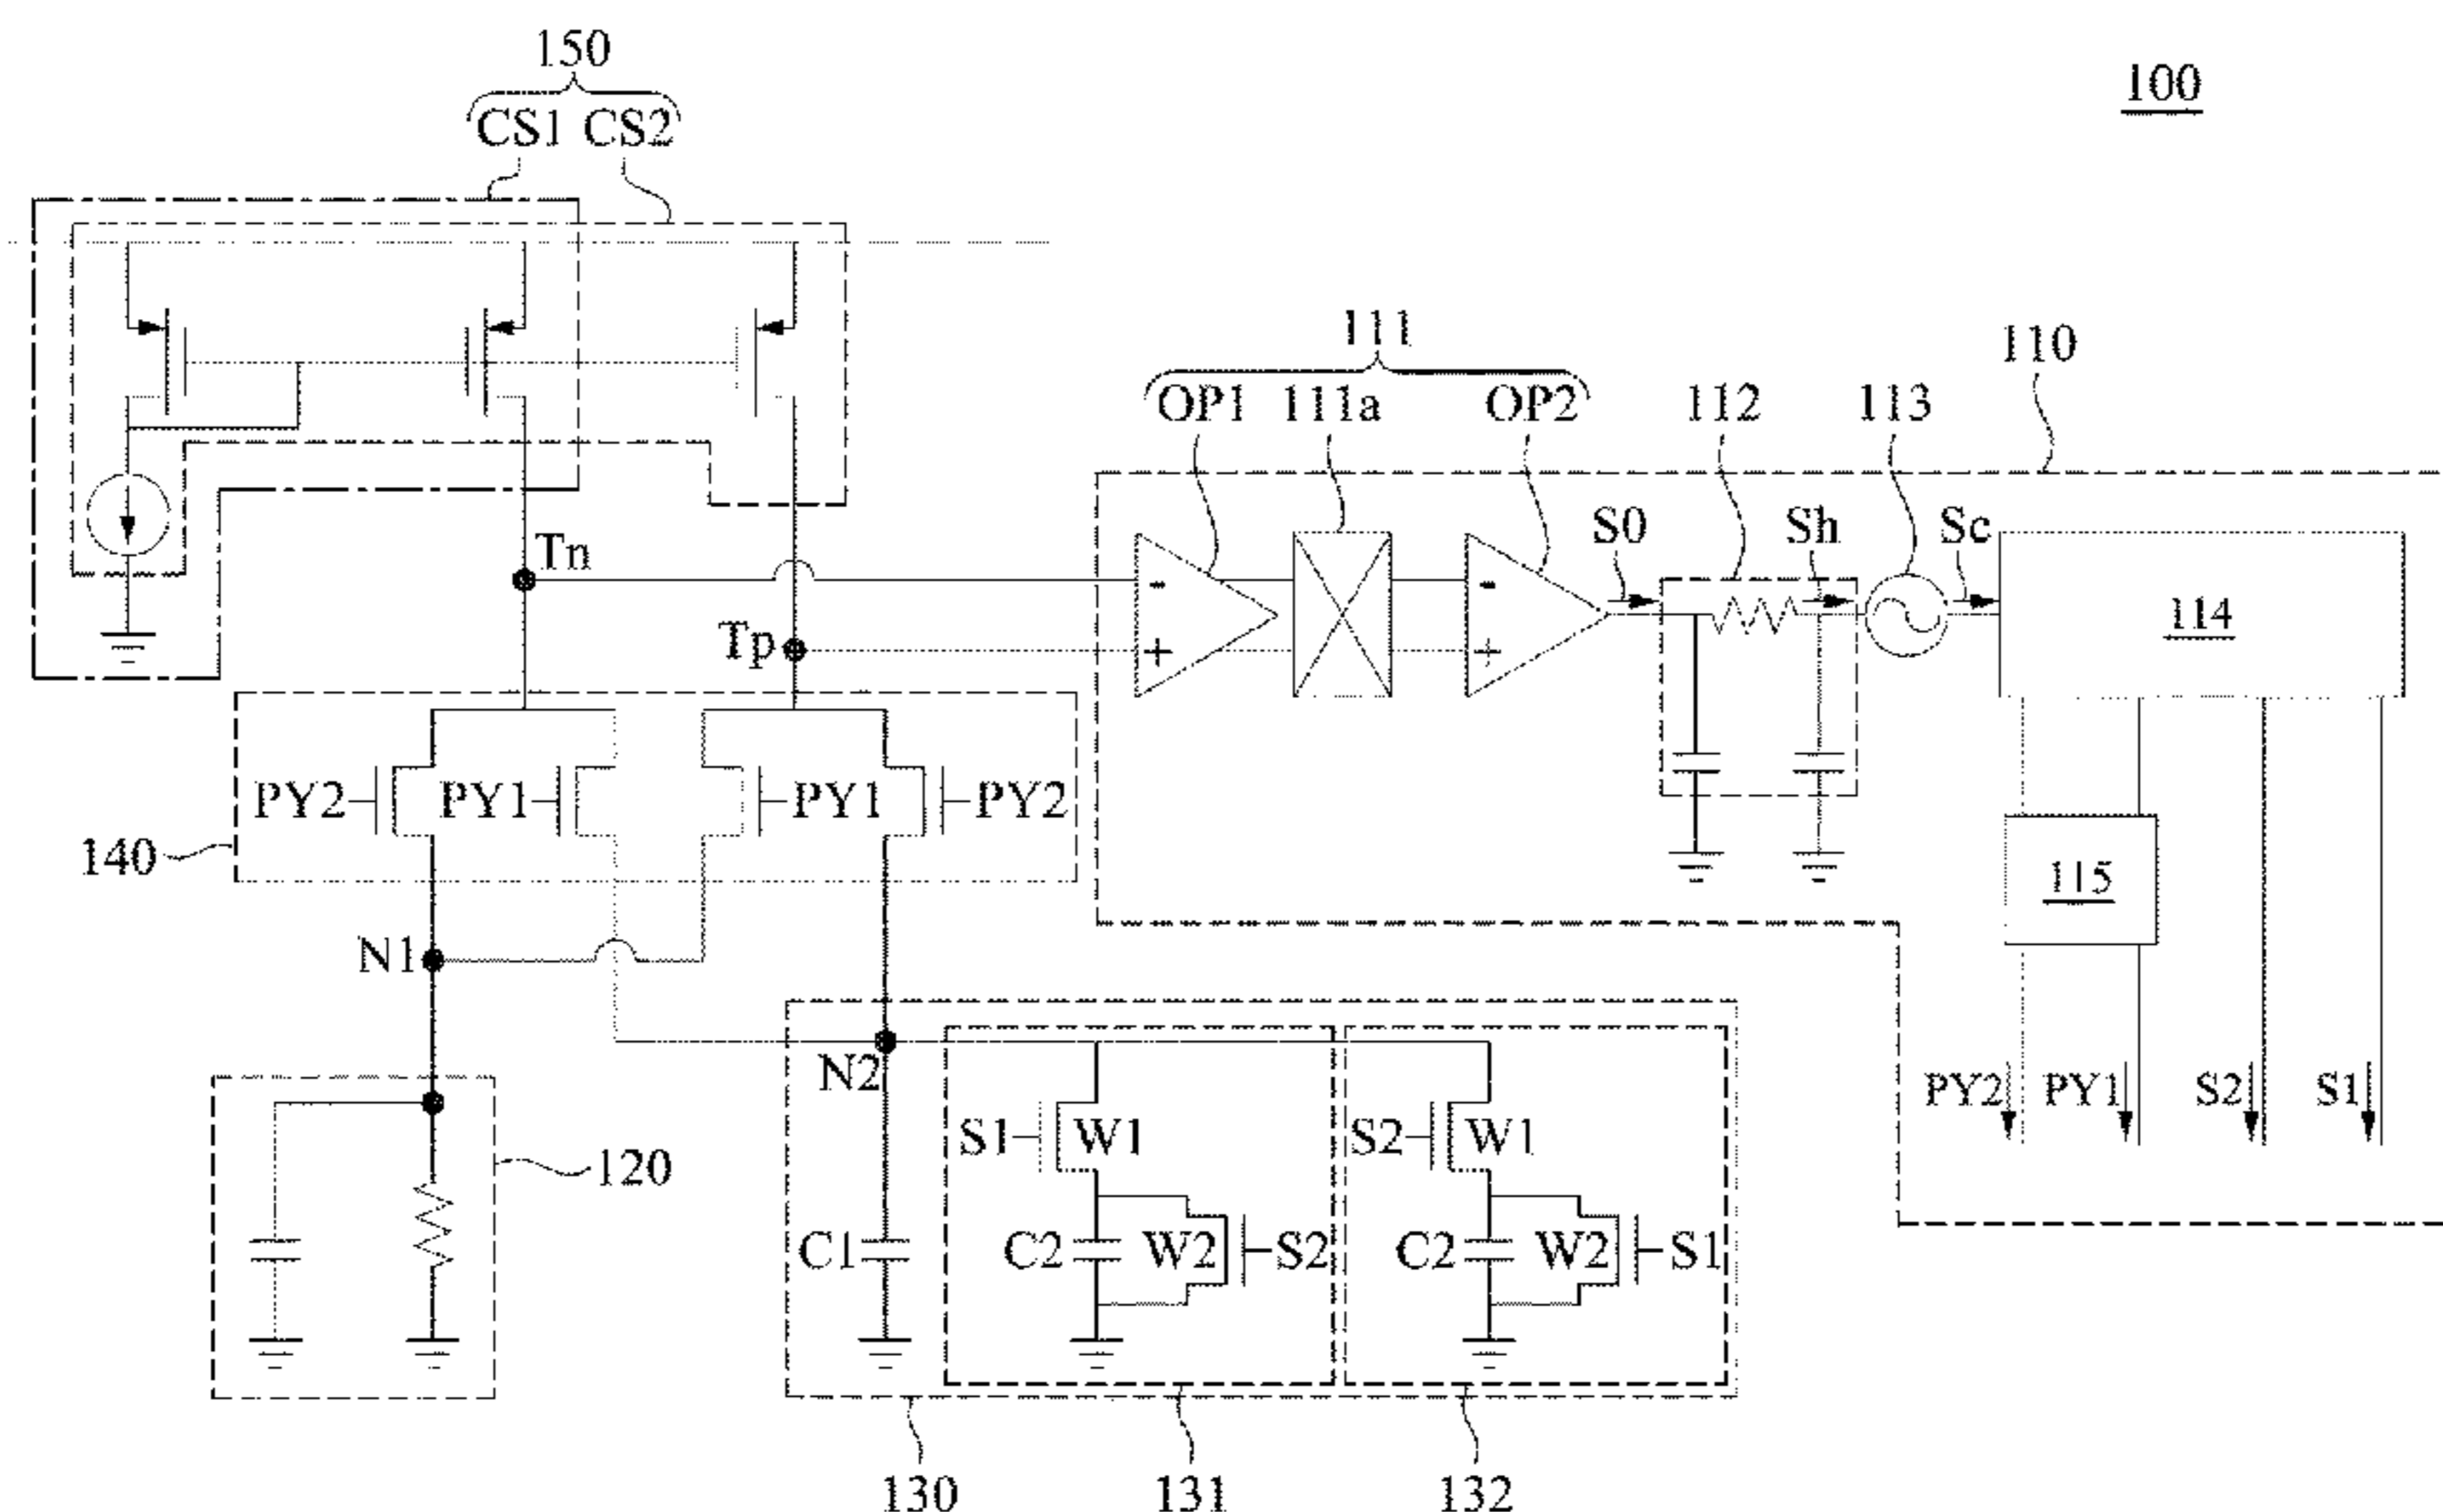 150
100
CS1 CS2
111
110
OP1 111a OP2 112 113
S0 Sh Sc
Tn
-
-
114
Tp
+
+
PY2 PY1 PY1 PY2
140
115
N1
N2
PY2 PY1 S2 S1
S1 W1 S2 W1
120
C1 C2 W2 S2 C2 W2 S1
130 131 132